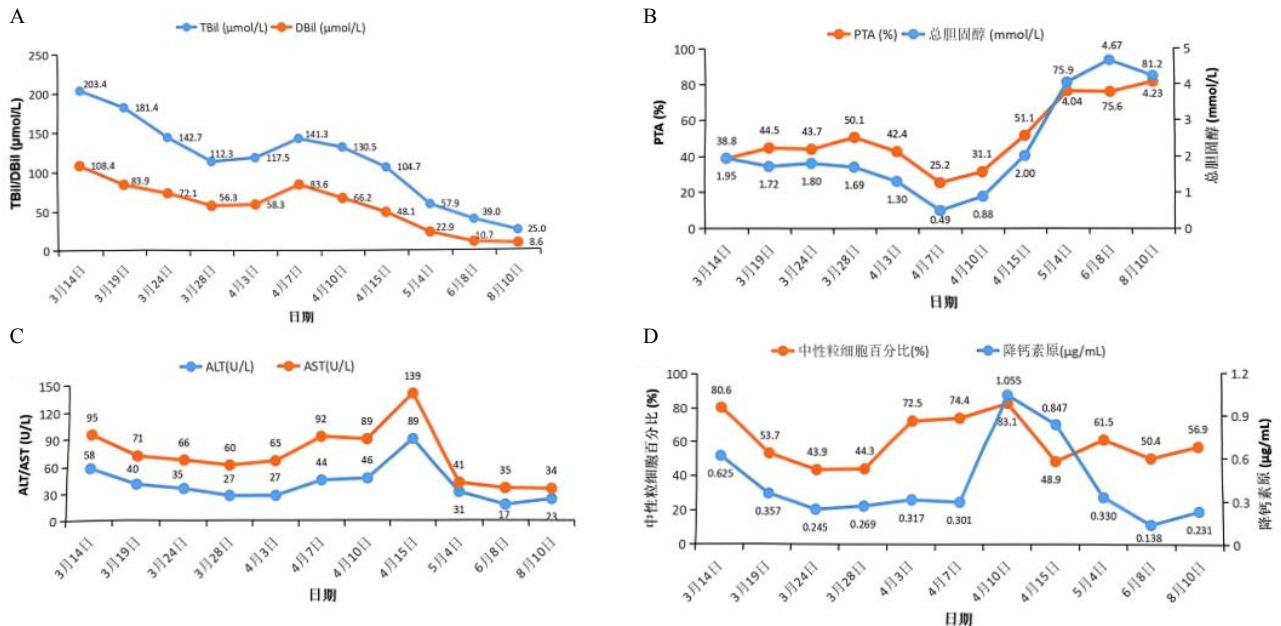 A
TBil (μmol/L) DBil (μmol/L)
TBil/DBil (μmol/L)
250
200
150
100
50
0
203.4 181.4 142.7 112.3 117.5 141.3 130.5 104.7 57.9 39.0 25.0
108.4 83.9 72.1 56.3 58.3 83.6 66.2 48.1 22.9 10.7 8.6
3月14日 3月19日 3月24日 3月28日 4月3日 4月7日 4月10日 4月15日 5月4日 6月8日 8月10日
日期
B
PTA (%) 总胆固醇 (mmol/L)
PTA (%)
100
80
60
40
20
0
38.8 44.5 43.7 50.1 42.4 25.2 31.1 51.1 75.9 75.6 81.2
1.95 1.72 1.80 1.69 1.30 0.49 0.88 2.00 4.04 4.67 4.23
5
4
3
2
1
0
总胆固醇 (mmol/L)
3月14日 3月19日 3月24日 3月28日 4月3日 4月7日 4月10日 4月15日 5月4日 6月8日 8月10日
日期
C
ALT(U/L) AST(U/L)
ALT/AST (U/L)
150
120
90
60
30
0
95 71 66 60 65 92 89 139 41 35 34
58 40 35 27 27 44 46 89 31 17 23
3月14日 3月19日 3月24日 3月28日 4月3日 4月7日 4月10日 4月15日 5月4日 6月8日 8月10日
日期
D
中性粒细胞百分比(%) 降钙素原(μg/mL)
中性粒细胞百分比 (%)
100
80
60
40
20
0
80.6 53.7 43.9 44.3 72.5 74.4 83.1 48.9 61.5 50.4 56.9
0.625 0.357 0.245 0.269 0.317 0.301 1.055 0.847 0.330 0.138 0.231
1.2
0.9
0.6
0.3
0
降钙素原 (μg/mL)
3月14日 3月19日 3月24日 3月28日 4月3日 4月7日 4月10日 4月15日 5月4日 6月8日 8月10日
日期